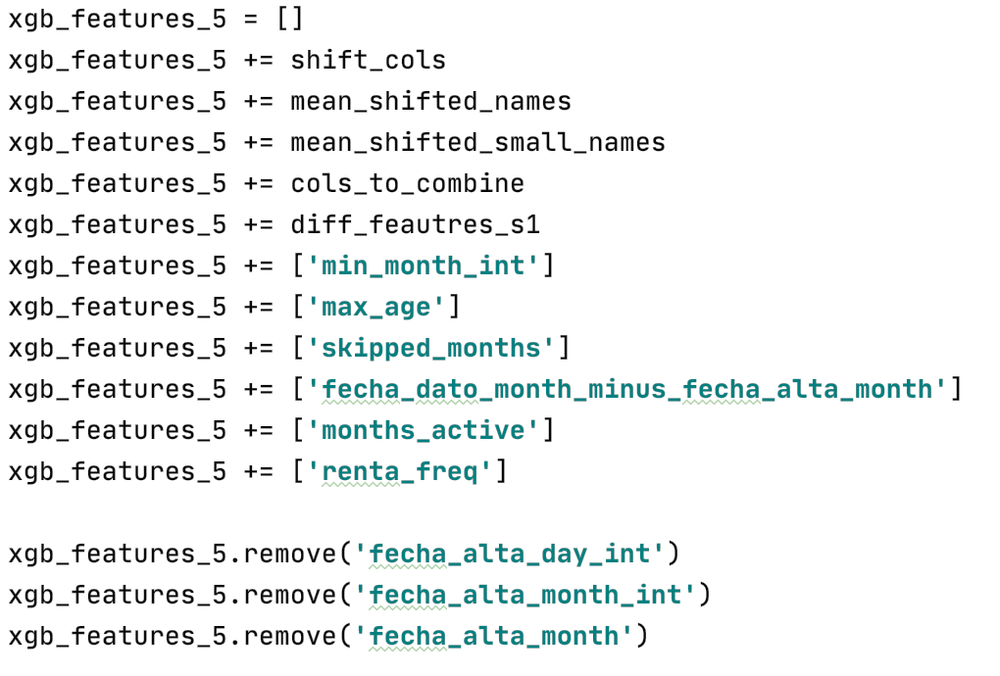 xgb_features_5 = []
xgb_features_5 += shift_cols
xgb_features_5 += mean_shifted_names
xgb_features_5 += mean_shifted_small_names
xgb_features_5 += cols_to_combine
xgb_features_5 += diff_feautres_s1
xgb_features_5 += ['min_month_int']
xgb_features_5 += ['max_age']
xgb_features_5 += ['skipped_months']
xgb_features_5 += ['fecha_dato_month_minus_fecha_alta_month']
xgb_features_5 += ['months_active']
xgb_features_5 += ['renta_freq']
xgb_features_5.remove('fecha_alta_day_int')
xgb_features_5.remove('fecha_alta_month_int')
xgb_features_5.remove('fecha_alta_month')